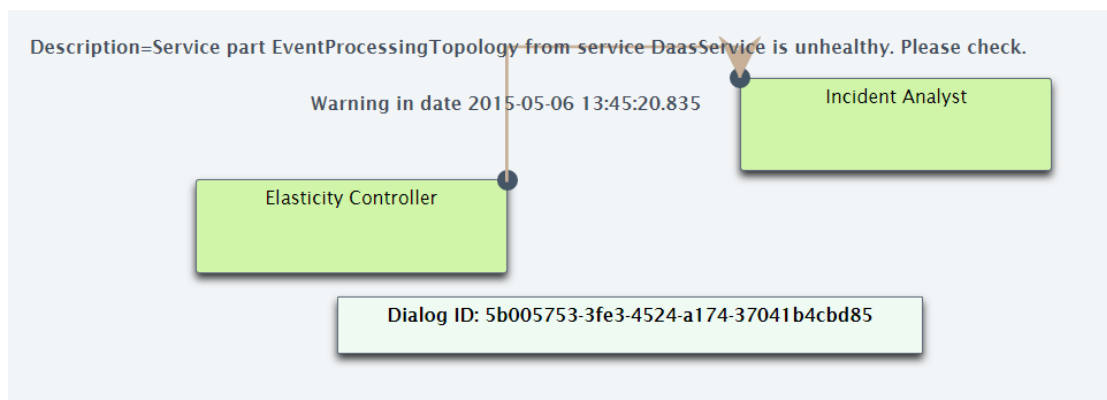 Description=Service part EventProcessingTopology from service DaasService is unhealthy. Please check.
Warning in date 2015-05-06 13:45:20.835
Incident Analyst
Elasticity Controller
Dialog ID: 5b005753-3fe3-4524-a174-37041b4cbd85